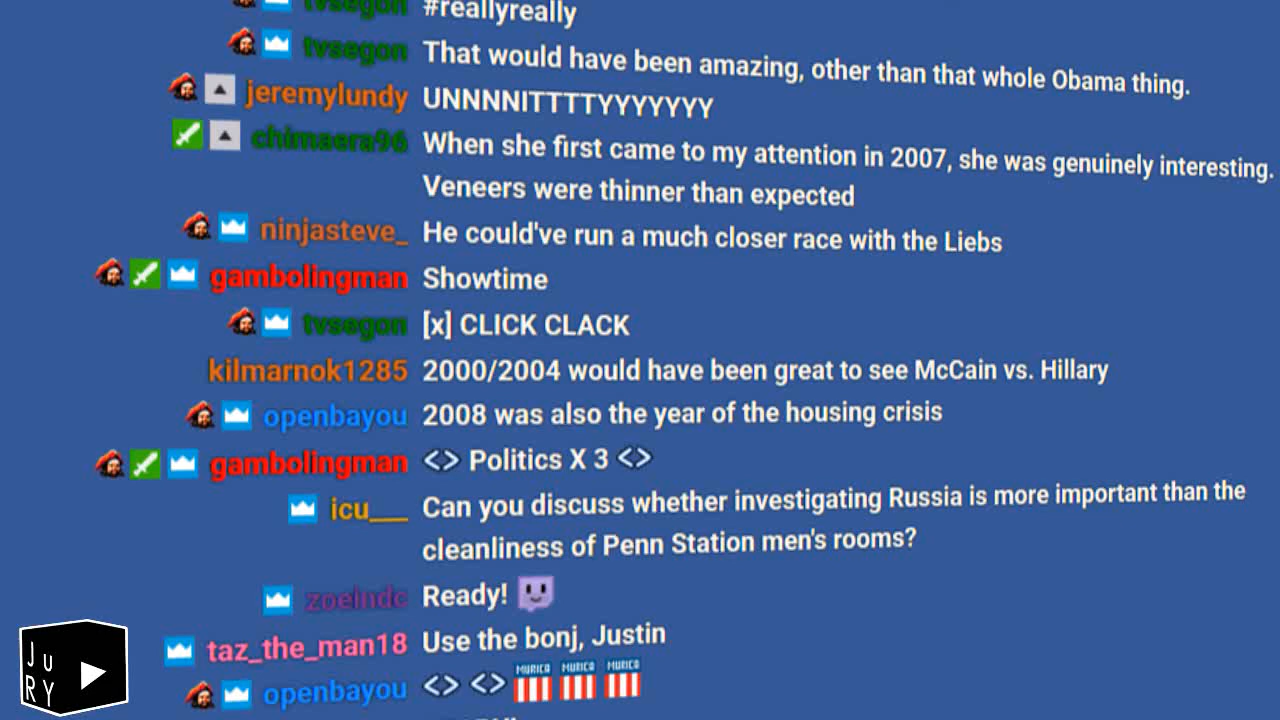 tvsegon #reallyreally
tvsegon That would have been amazing, other than that whole Obama thing.
jeremylundy UNNNNITTTTYYYYYYY
chimaera96 When she first came to my attention in 2007, she was genuinely interesting.
Veneers were thinner than expected
ninjasteve_ He could've run a much closer race with the Liebs
gambolingman Showtime
tvsegon [x] CLICK CLACK
kilmarnok1285 2000/2004 would have been great to see McCain vs. Hillary
openbayou 2008 was also the year of the housing crisis
gambolingman <> Politics X 3 <>
icu___ Can you discuss whether investigating Russia is more important than the
cleanliness of Penn Station men's rooms?
zoeindc Ready!
taz_the_man18 Use the bonj, Justin
openbayou <> <> MURICA MURICA MURICA
JURY